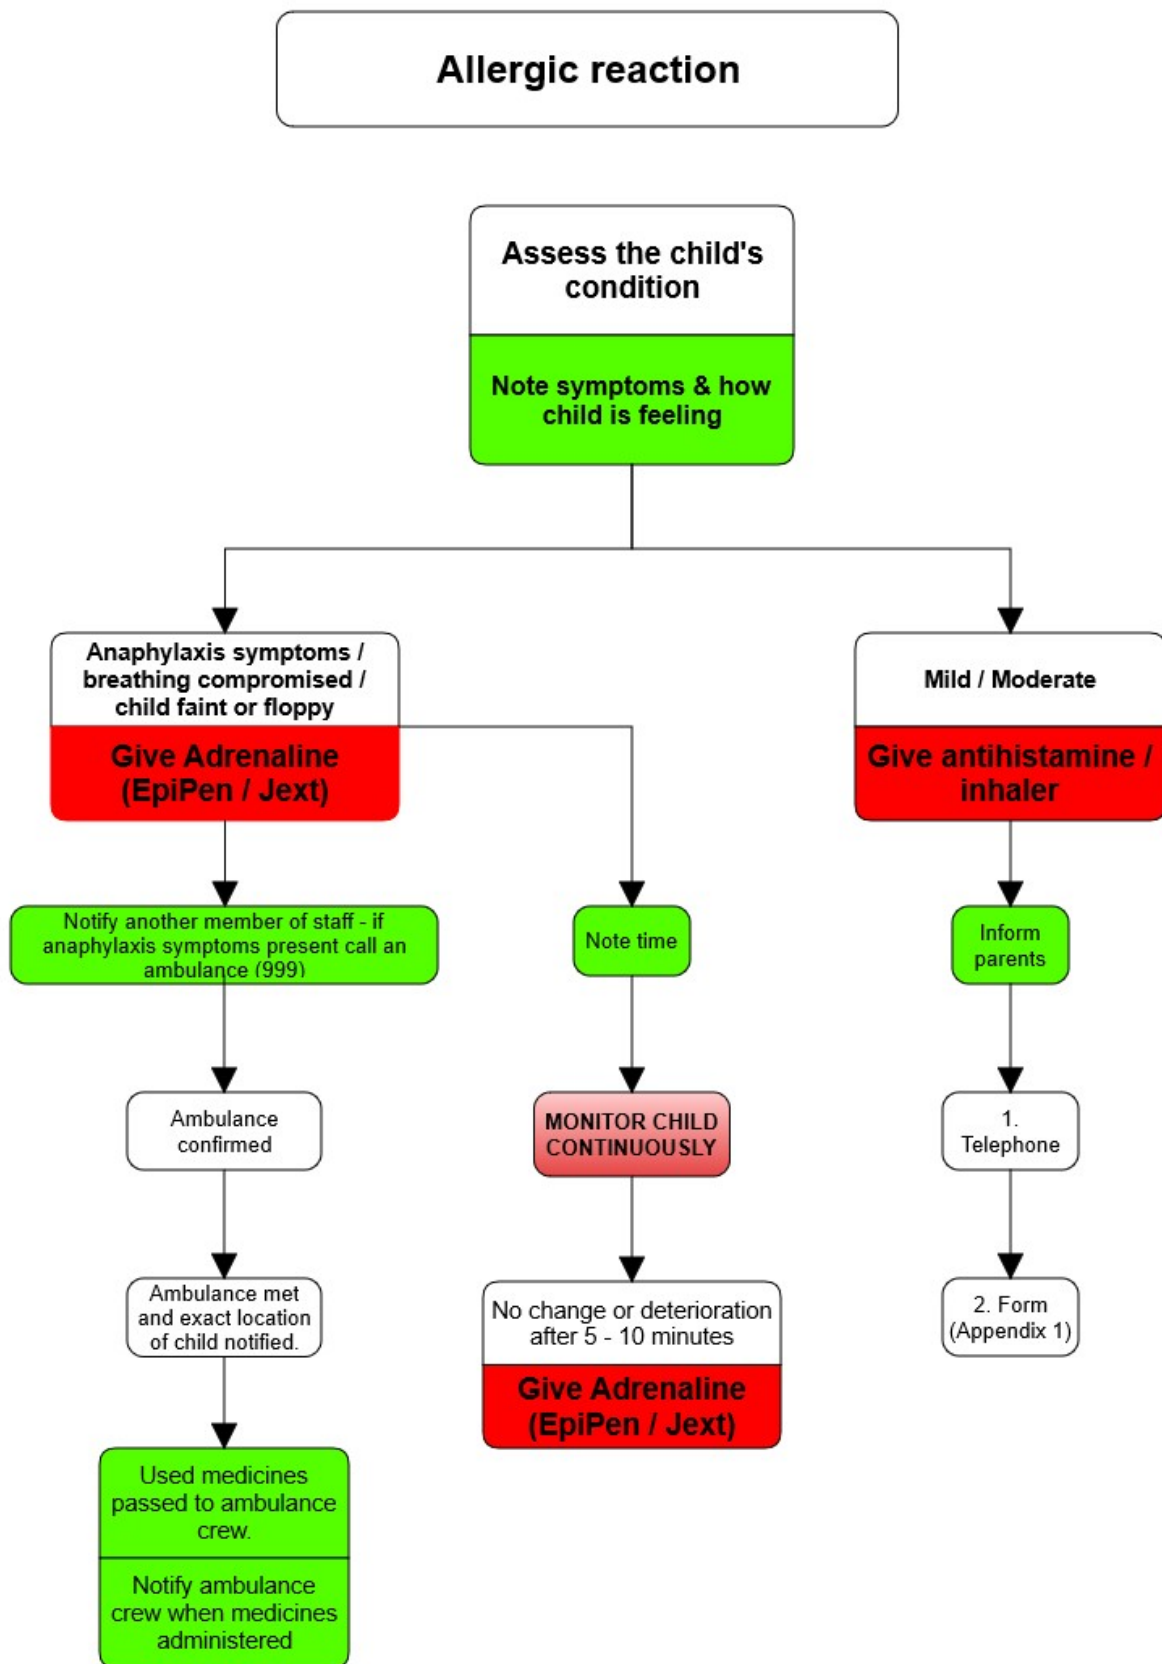 Allergic reaction
Assess the child's
condition
Note symptoms & how
child is feeling
Anaphylaxis symptoms /
breathing compromised /
child faint or floppy
Give Adrenaline
(EpiPen / Jext)
Mild / Moderate
Give antihistamine /
inhaler
Notify another member of staff - if
anaphylaxis symptoms present call an
ambulance (999)
Note time
Inform
parents
Ambulance
confirmed
MONITOR CHILD
CONTINUOUSLY
1.
Telephone
Ambulance met
and exact location
of child notified.
No change or deterioration
after 5 - 10 minutes
Give Adrenaline
(EpiPen / Jext)
2. Form
(Appendix 1)
Used medicines
passed to ambulance
crew.
Notify ambulance
crew when medicines
administered